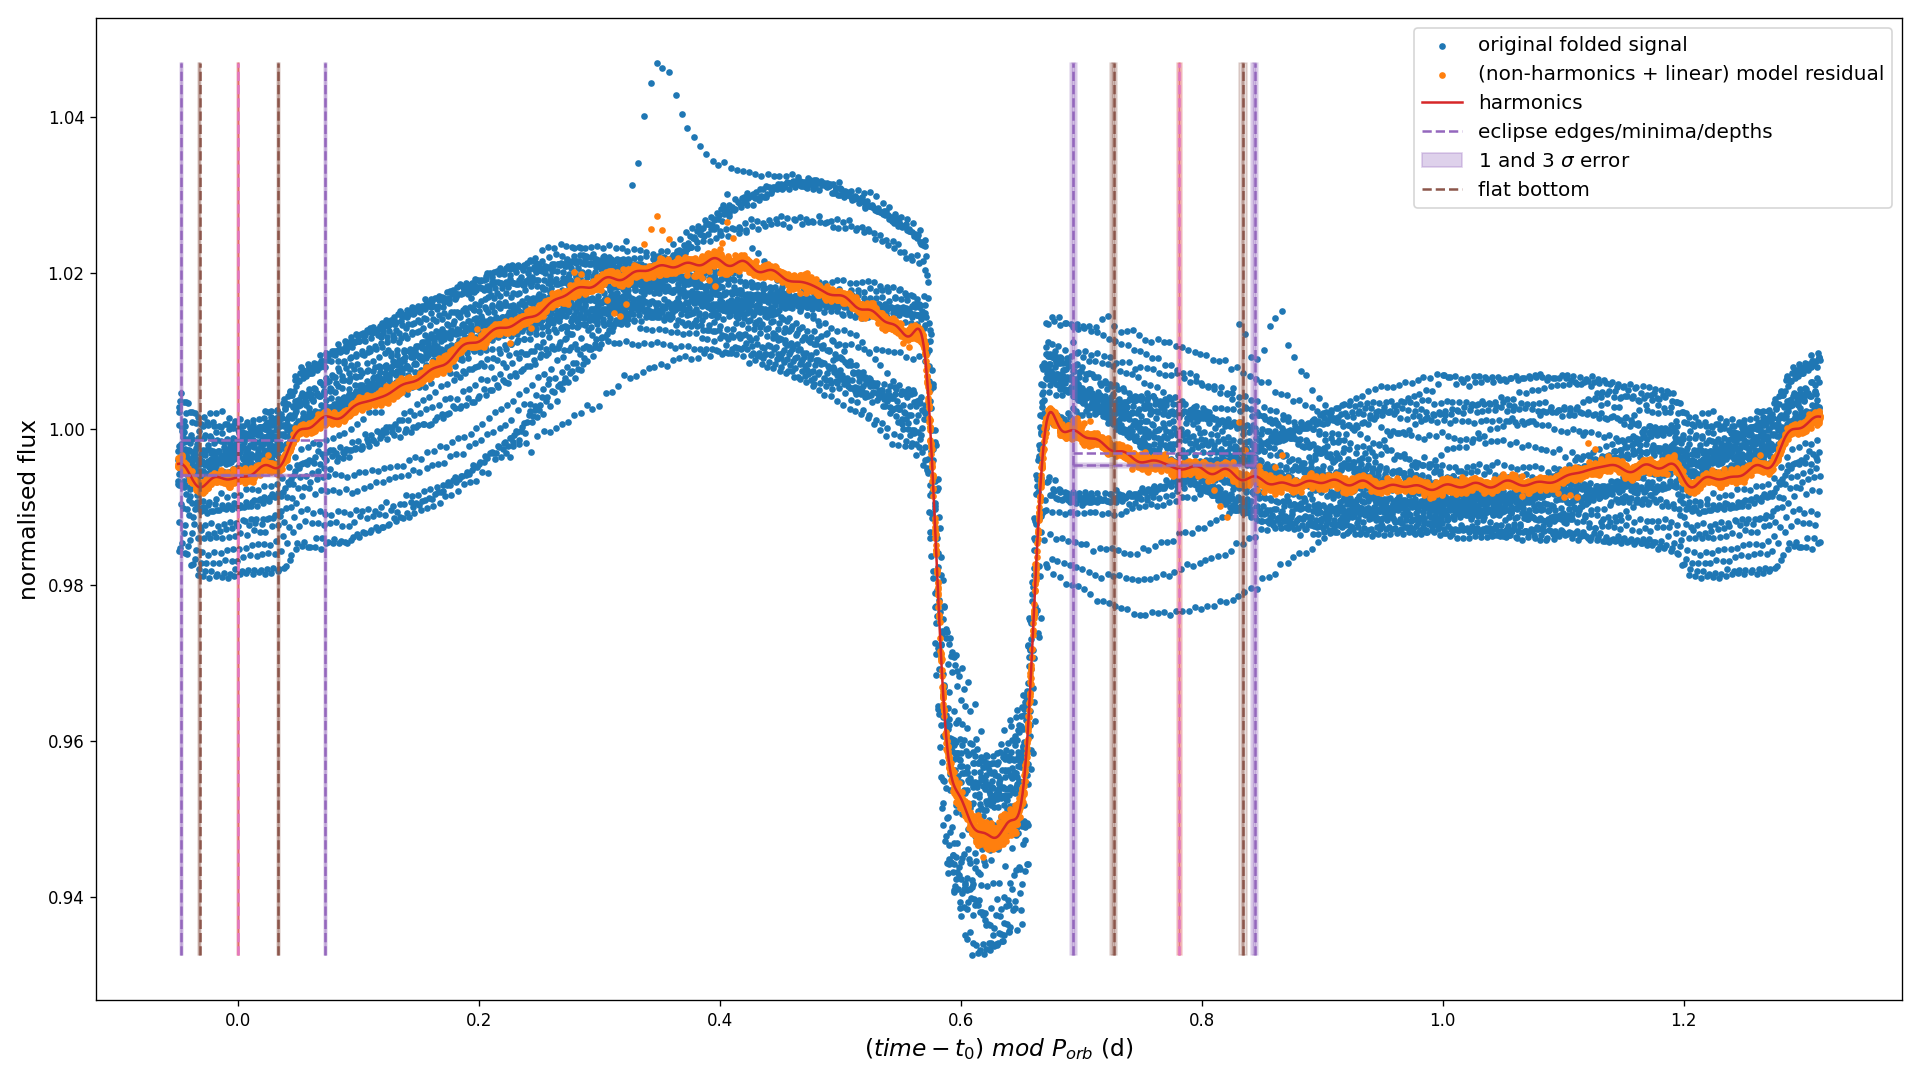 original folded signal
(non-harmonics + linear) model residual
harmonics
eclipse edges/minima/depths
1 and 3 σ error
flat bottom
normalised flux
1.04
1.02
1.00
0.98
0.96
0.94
0.0 0.2 0.4 0.6 0.8 1.0 1.2
(time − t₀) mod Pₒᵣᵦ (d)